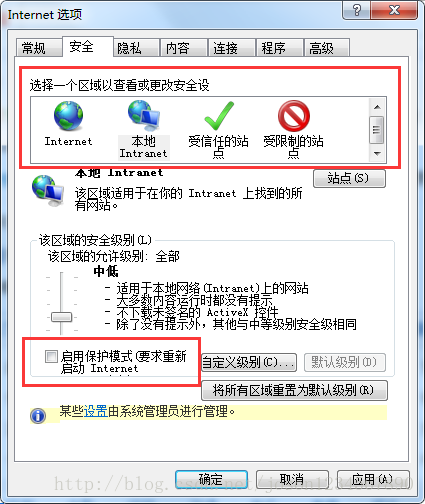 Internet 选项
常规 安全 隐私 内容 连接 程序 高级
选择一个区域以查看或更改安全设
Internet
本地
Intranet
受信任的站
点
受限制的站
点
本地 Intranet
站点(S)
该区域适用于在你的 Intranet 上找到的所
有网站。
该区域的安全级别(L)
该区域的允许级别: 全部
中低
- 适用于本地网络(Intranet)上的网站
- 大多数内容运行时都没有提示
- 不下载未签名的 ActiveX 控件
- 除了没有提示外，其他与中等级别安全级相同
启用保护模式(要求重新
启动 Internet
自定义级别(C)...
默认级别(D)
将所有区域重置为默认级别(R)
某些设置由系统管理员进行管理。
确定 取消 应用(A)